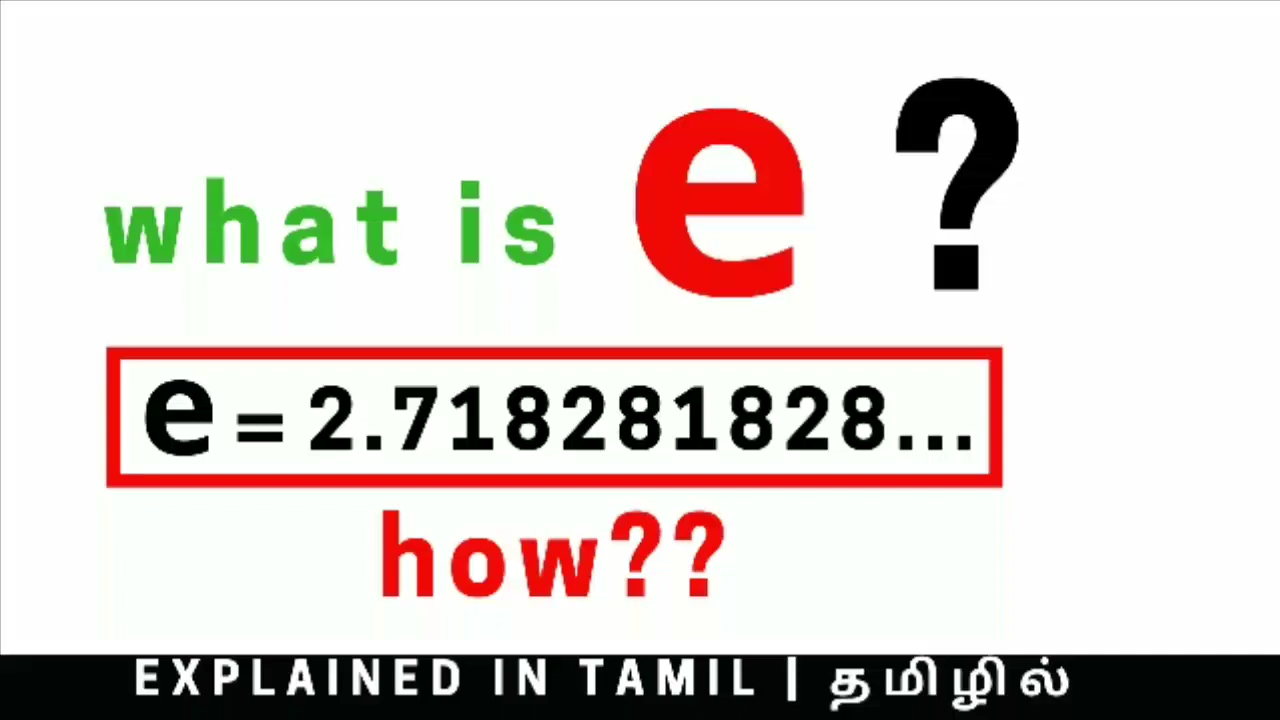 what is e ?
e = 2.718281828...
how??
EXPLAINED IN TAMIL | தமிழில்